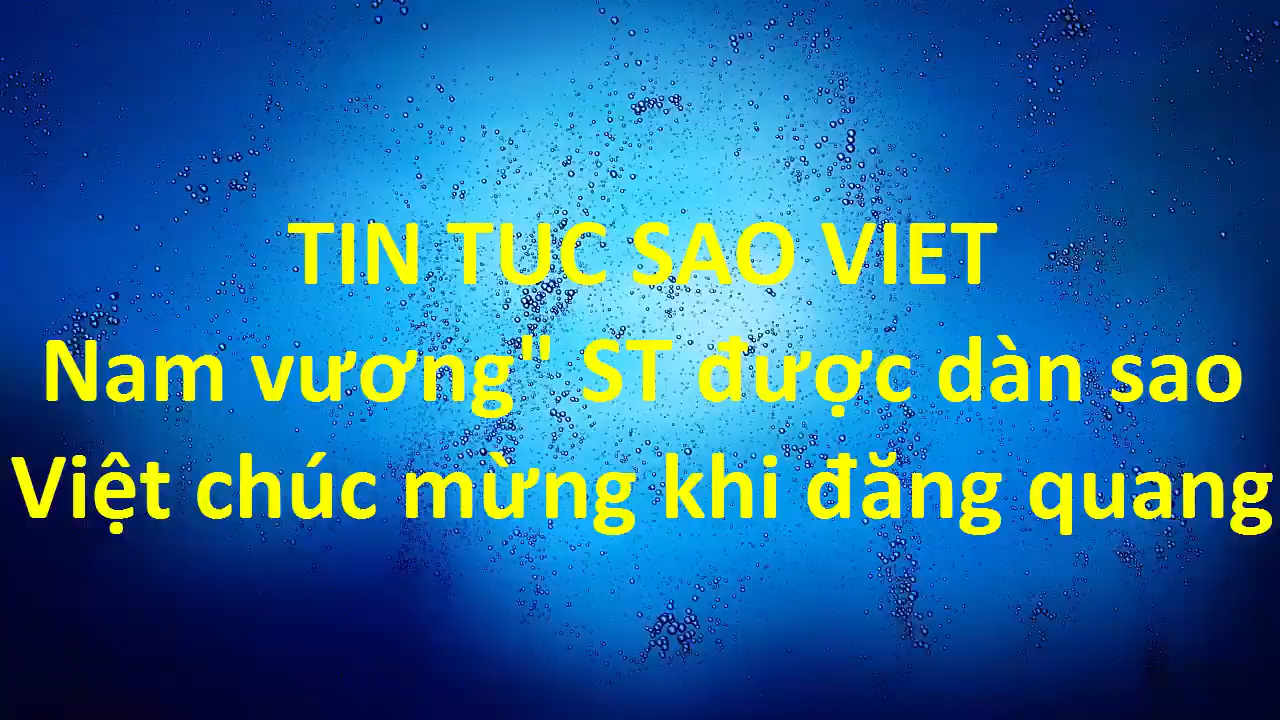 TIN TUC SAO VIET
Nam vương" ST được dàn sao
Việt chúc mừng khi đăng quang